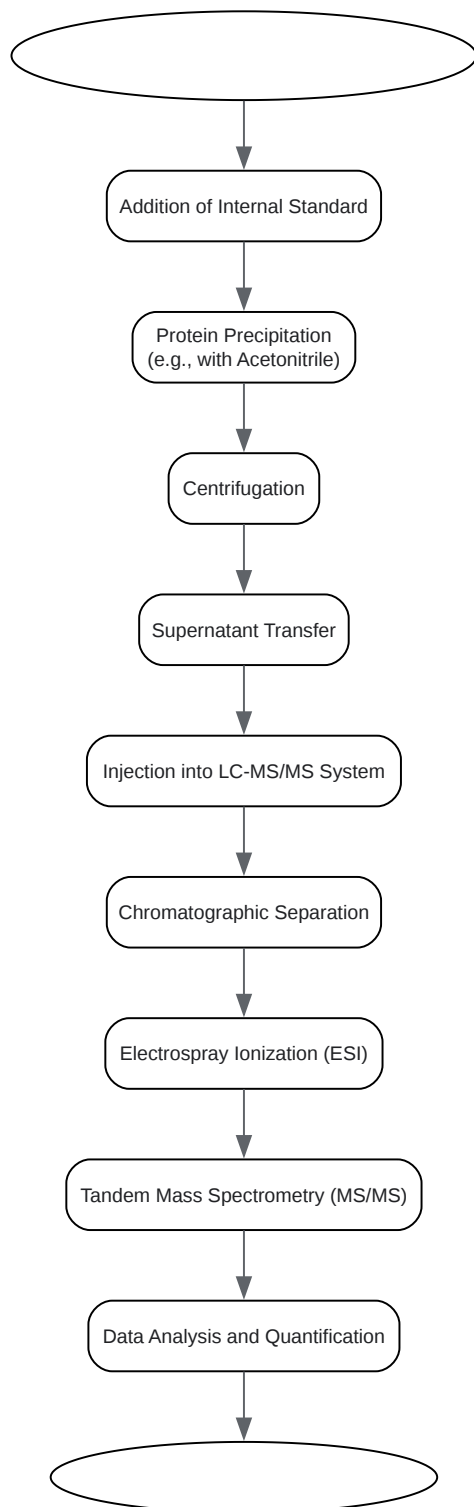 Addition of Internal Standard
Protein Precipitation
(e.g., with Acetonitrile)
Centrifugation
Supernatant Transfer
Injection into LC-MS/MS System
Chromatographic Separation
Electrospray Ionization (ESI)
Tandem Mass Spectrometry (MS/MS)
Data Analysis and Quantification